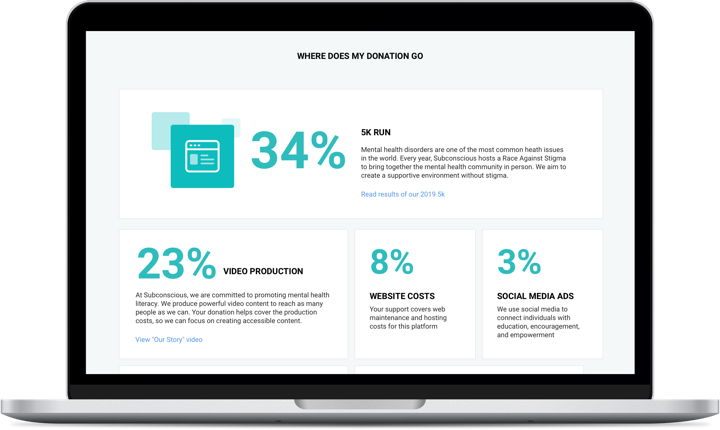 WHERE DOES MY DONATION GO
34%
5K RUN
Mental health disorders are one of the most common heath issues
in the world. Every year, Subconscious hosts a Race Against Stigma
to bring together the mental health community in person. We aim to
create a supportive environment without stigma.
Read results of our 2019 5k
23% VIDEO PRODUCTION
At Subconscious, we are committed to promoting mental health
literacy. We produce powerful video content to reach as many
people as we can. Your donation helps cover the production
costs, so we can focus on creating accessible content.
View "Our Story" video
8%
WEBSITE COSTS
Your support covers web
maintenance and hosting
costs for this platform
3%
SOCIAL MEDIA ADS
We use social media to
connect individuals with
education, encouragement,
and empowerment